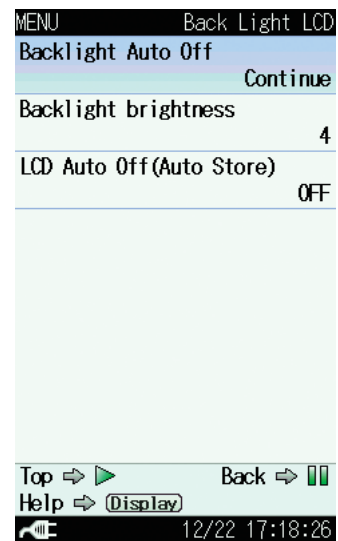 MENU Back Light LCD
Backlight Auto Off
Continue
Backlight brightness
4
LCD Auto Off(Auto Store)
OFF
Top ⇨ ▷ Back ⇨ ▯▯
Help ⇨ (Display)
12/22 17:18:26